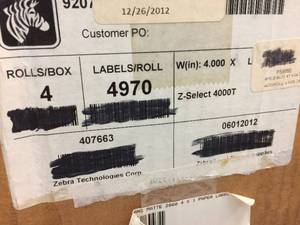 9207
12/26/2012
Customer PO:
ROLLS/BOX
LABELS/ROLL
W(in): 4.000 X L
4
4970
Z-Select 4000T
407663
06012012
Zebra Technologies Corp
Zebra